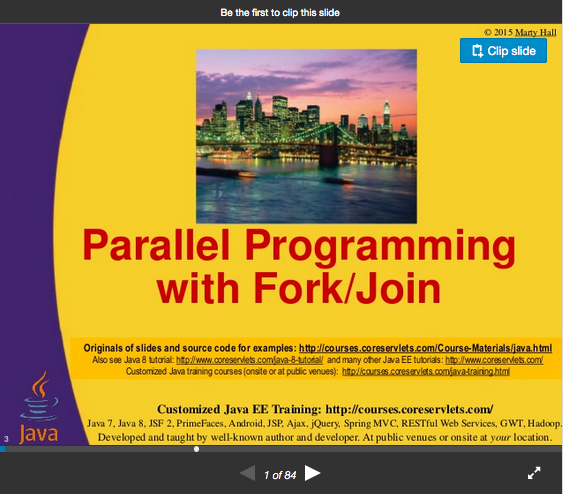 Be the first to clip this slide
© 2015 Marty Hall
Clip slide
Parallel Programming
with Fork/Join
Originals of slides and source code for examples: http://courses.coreservlets.com/Course-Materials/java.html
Also see Java 8 tutorial: http://www.coreservlets.com/java-8-tutorial/ and many other Java EE tutorials: http://www.coreservlets.com/
Customized Java training courses (onsite or at public venues): http://courses.coreservlets.com/java-training.html
Customized Java EE Training: http://courses.coreservlets.com/
Java 7, Java 8, JSF 2, PrimeFaces, Android, JSP, Ajax, jQuery, Spring MVC, RESTful Web Services, GWT, Hadoop.
Developed and taught by well-known author and developer. At public venues or onsite at your location.
3
Java
1 of 84